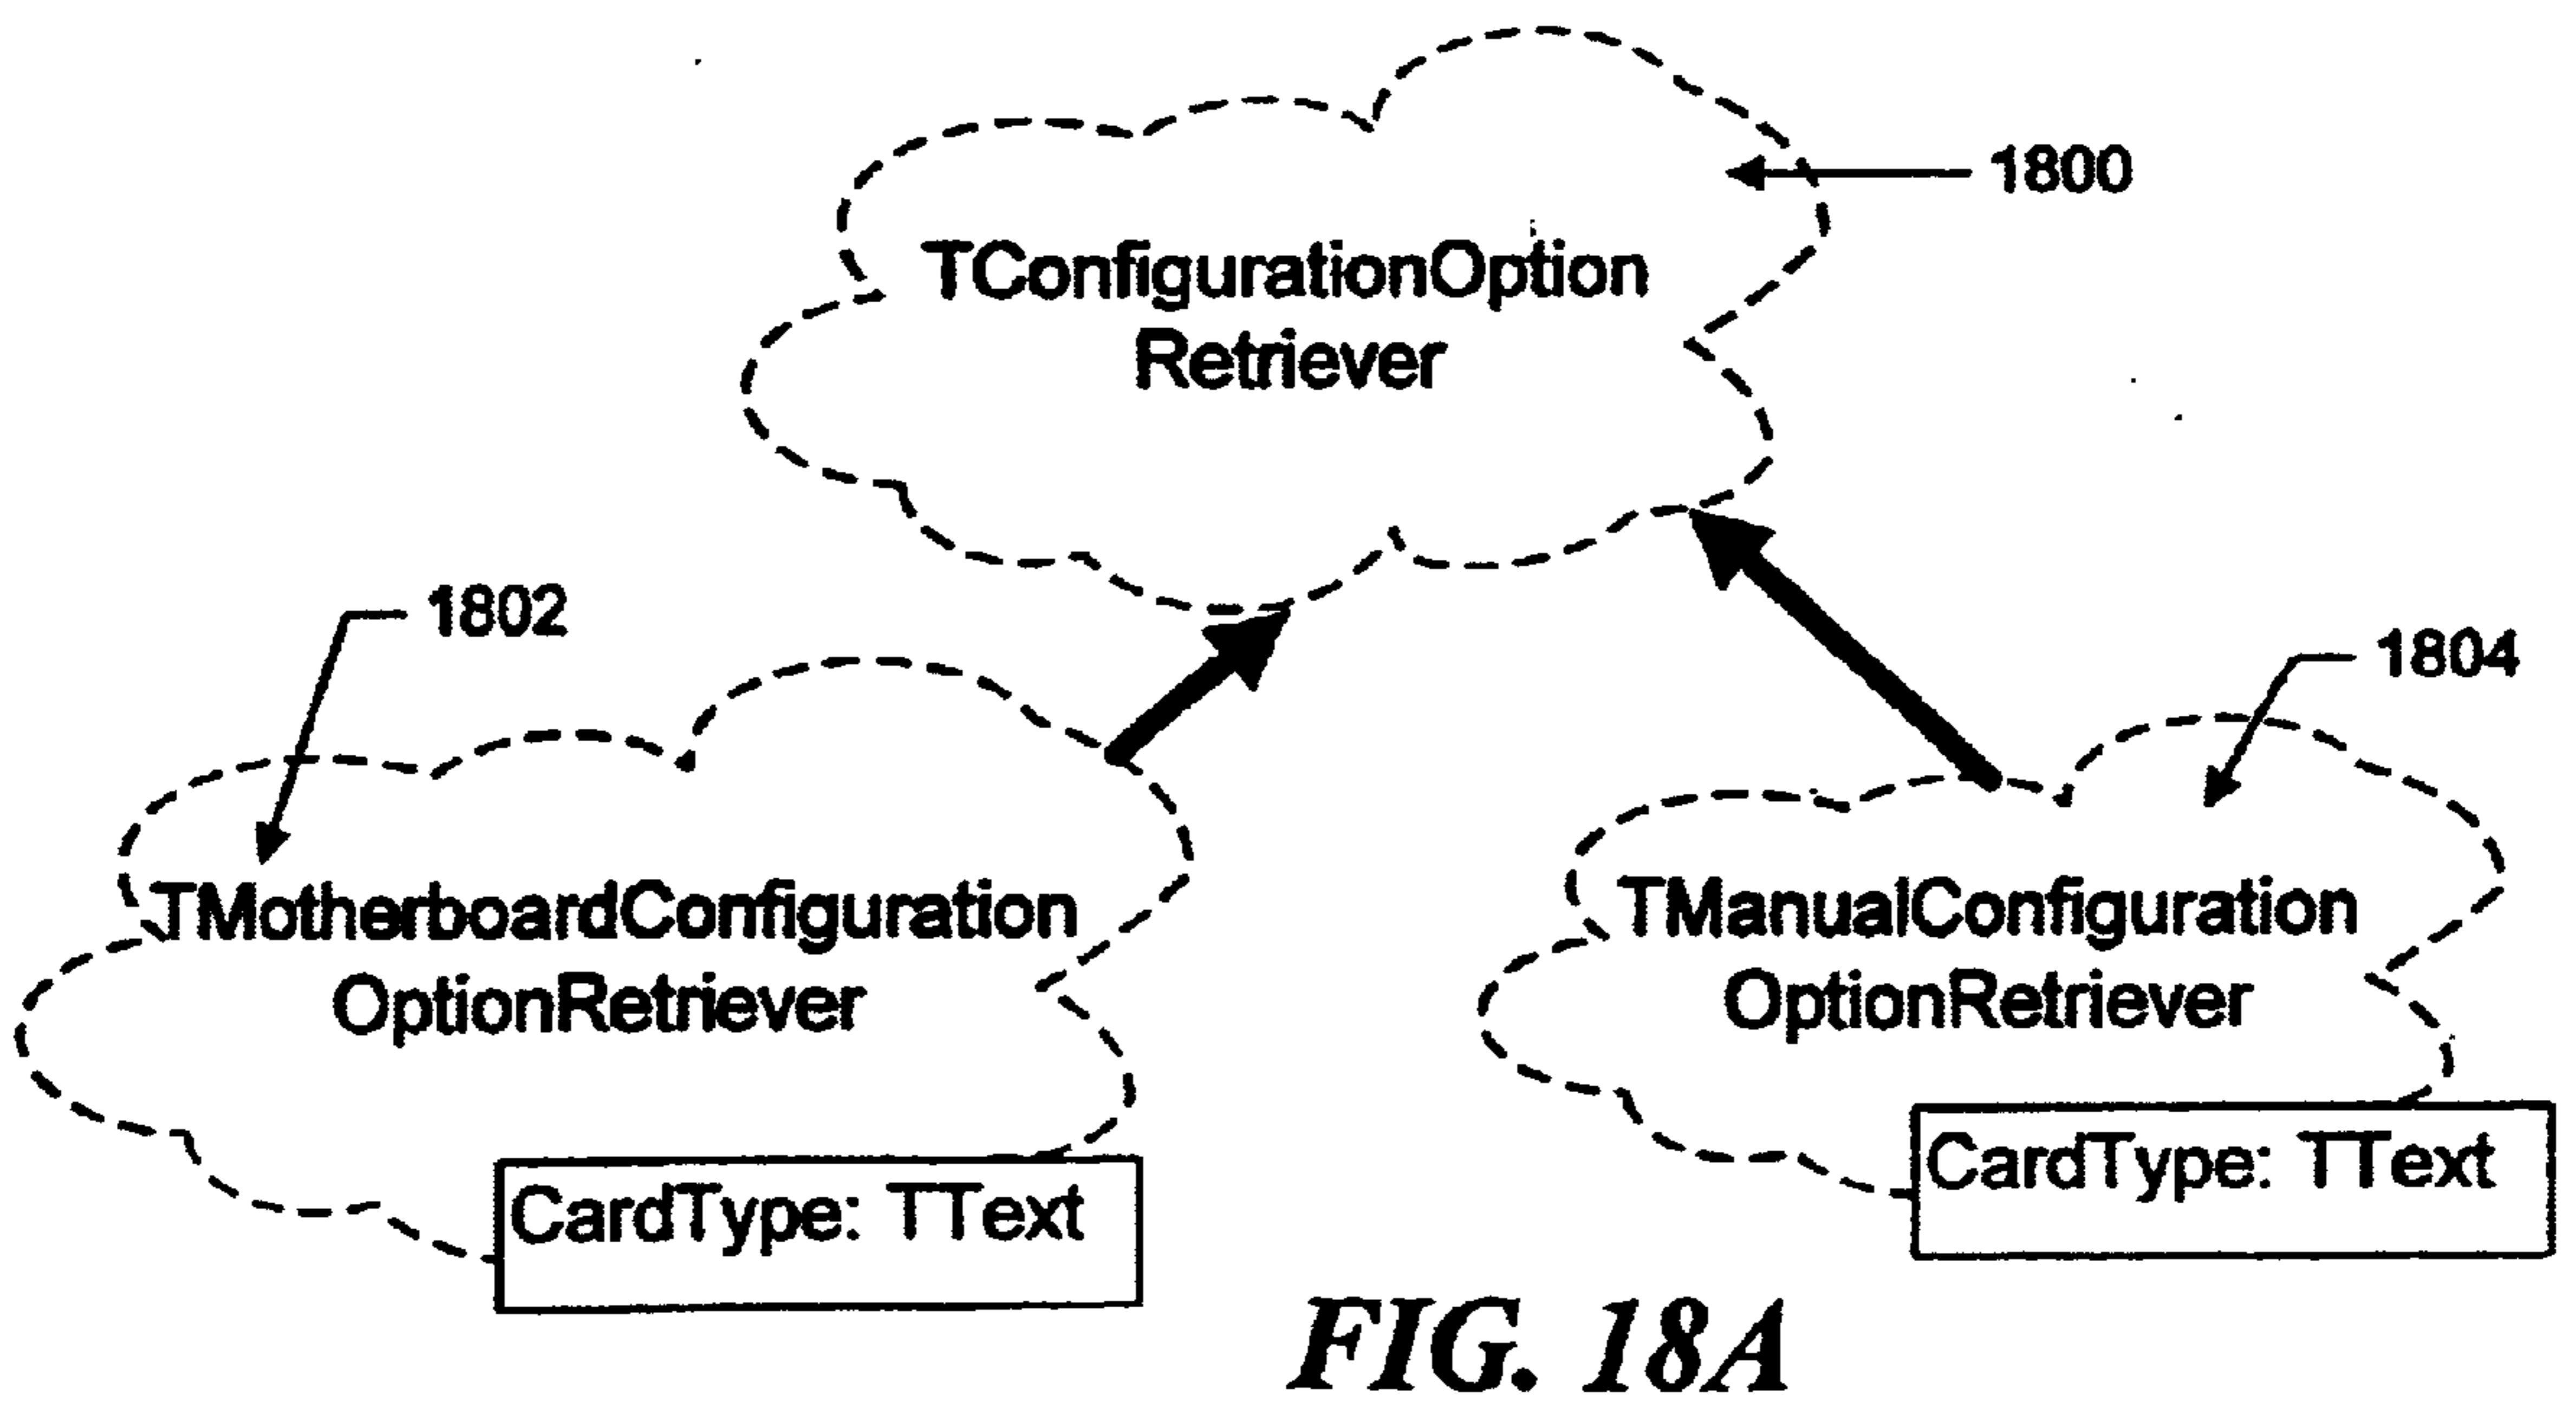 1800
TConfigurationOption
Retriever
1802
1804
TMotherboardConfiguration
OptionRetriever
TManualConfiguration
OptionRetriever
CardType: TText
CardType: TText
FIG. 18A